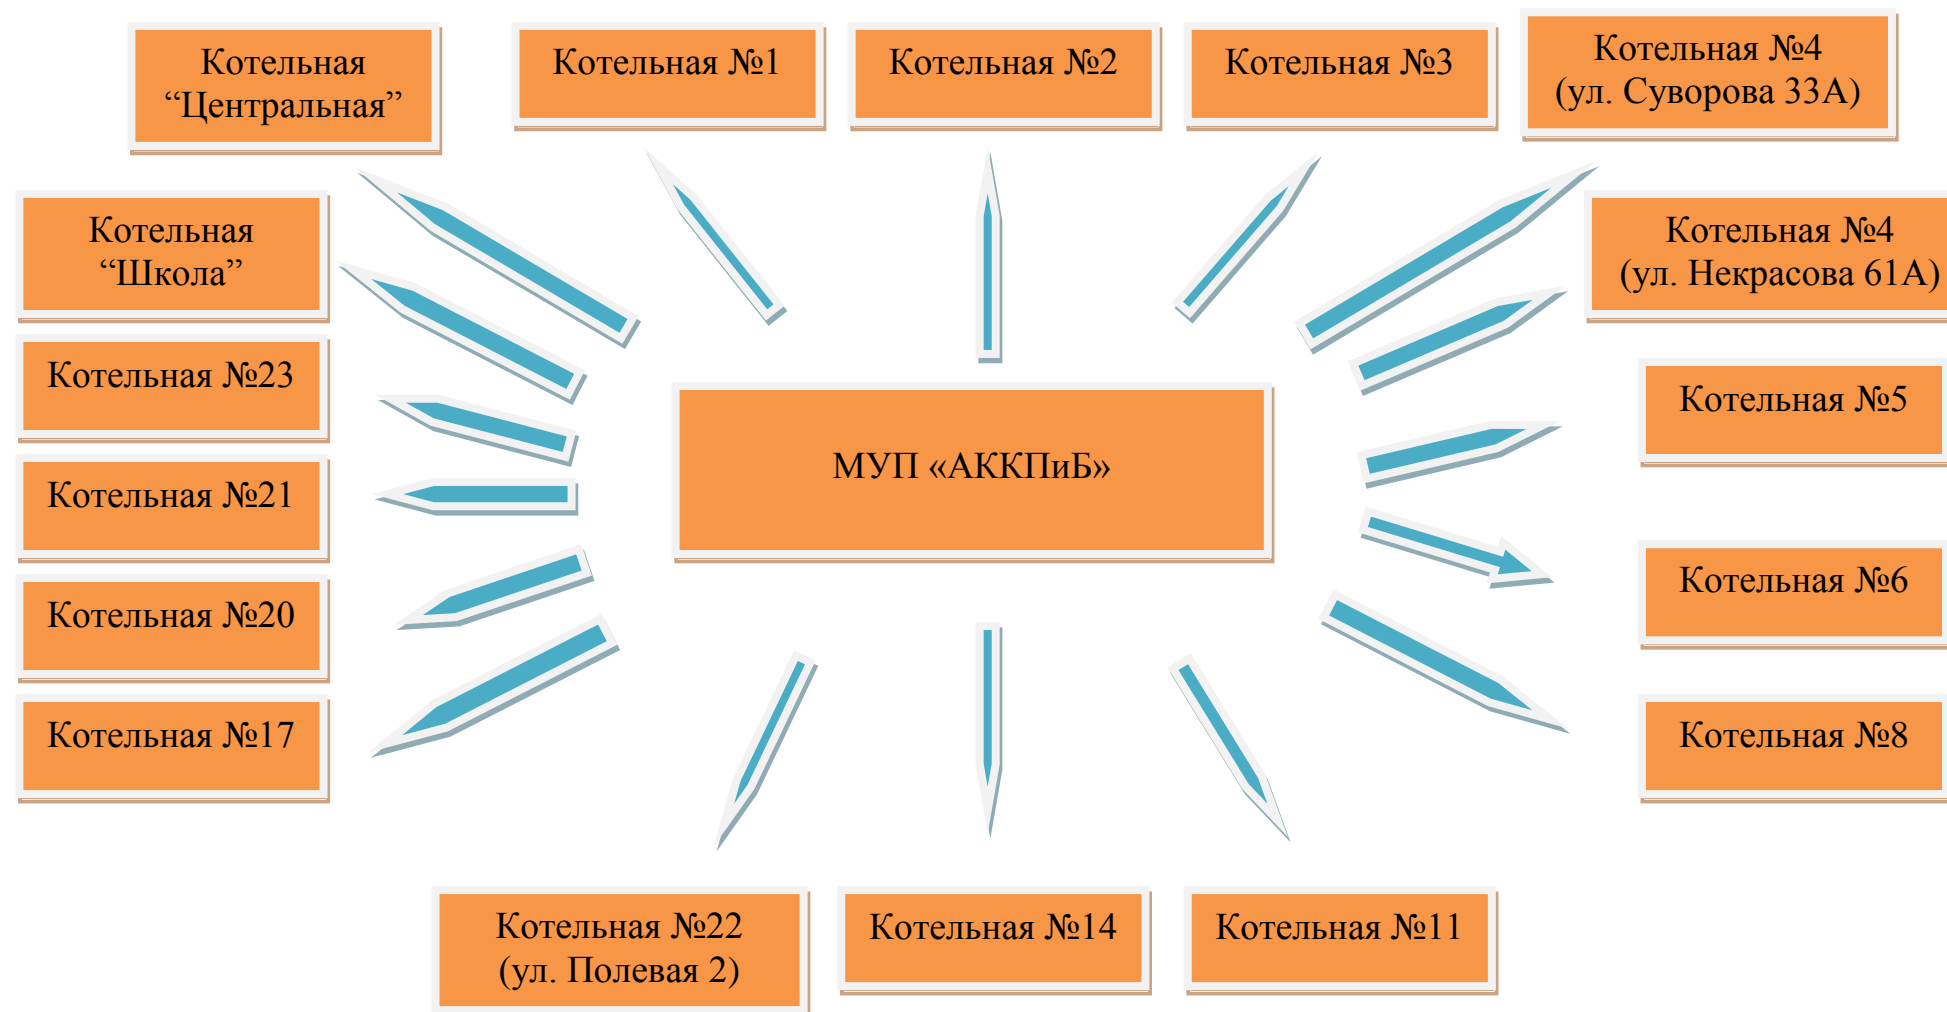 Котельная
“Центральная”
Котельная №1
Котельная №2
Котельная №3
Котельная №4
(ул. Суворова 33А)
Котельная
“Школа”
Котельная №4
(ул. Некрасова 61А)
Котельная №23
Котельная №5
МУП «АККПиБ»
Котельная №21
Котельная №6
Котельная №20
Котельная №17
Котельная №8
Котельная №22
(ул. Полевая 2)
Котельная №14
Котельная №11